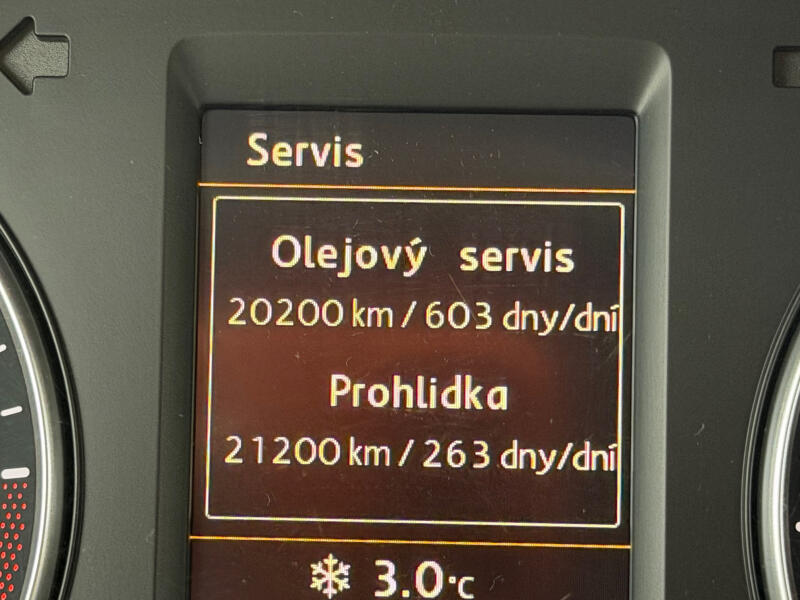 Servis
Olejový servis
20200 km / 603 dny/dní
Prohlidka
21200 km / 263 dny/dní
3.0°C